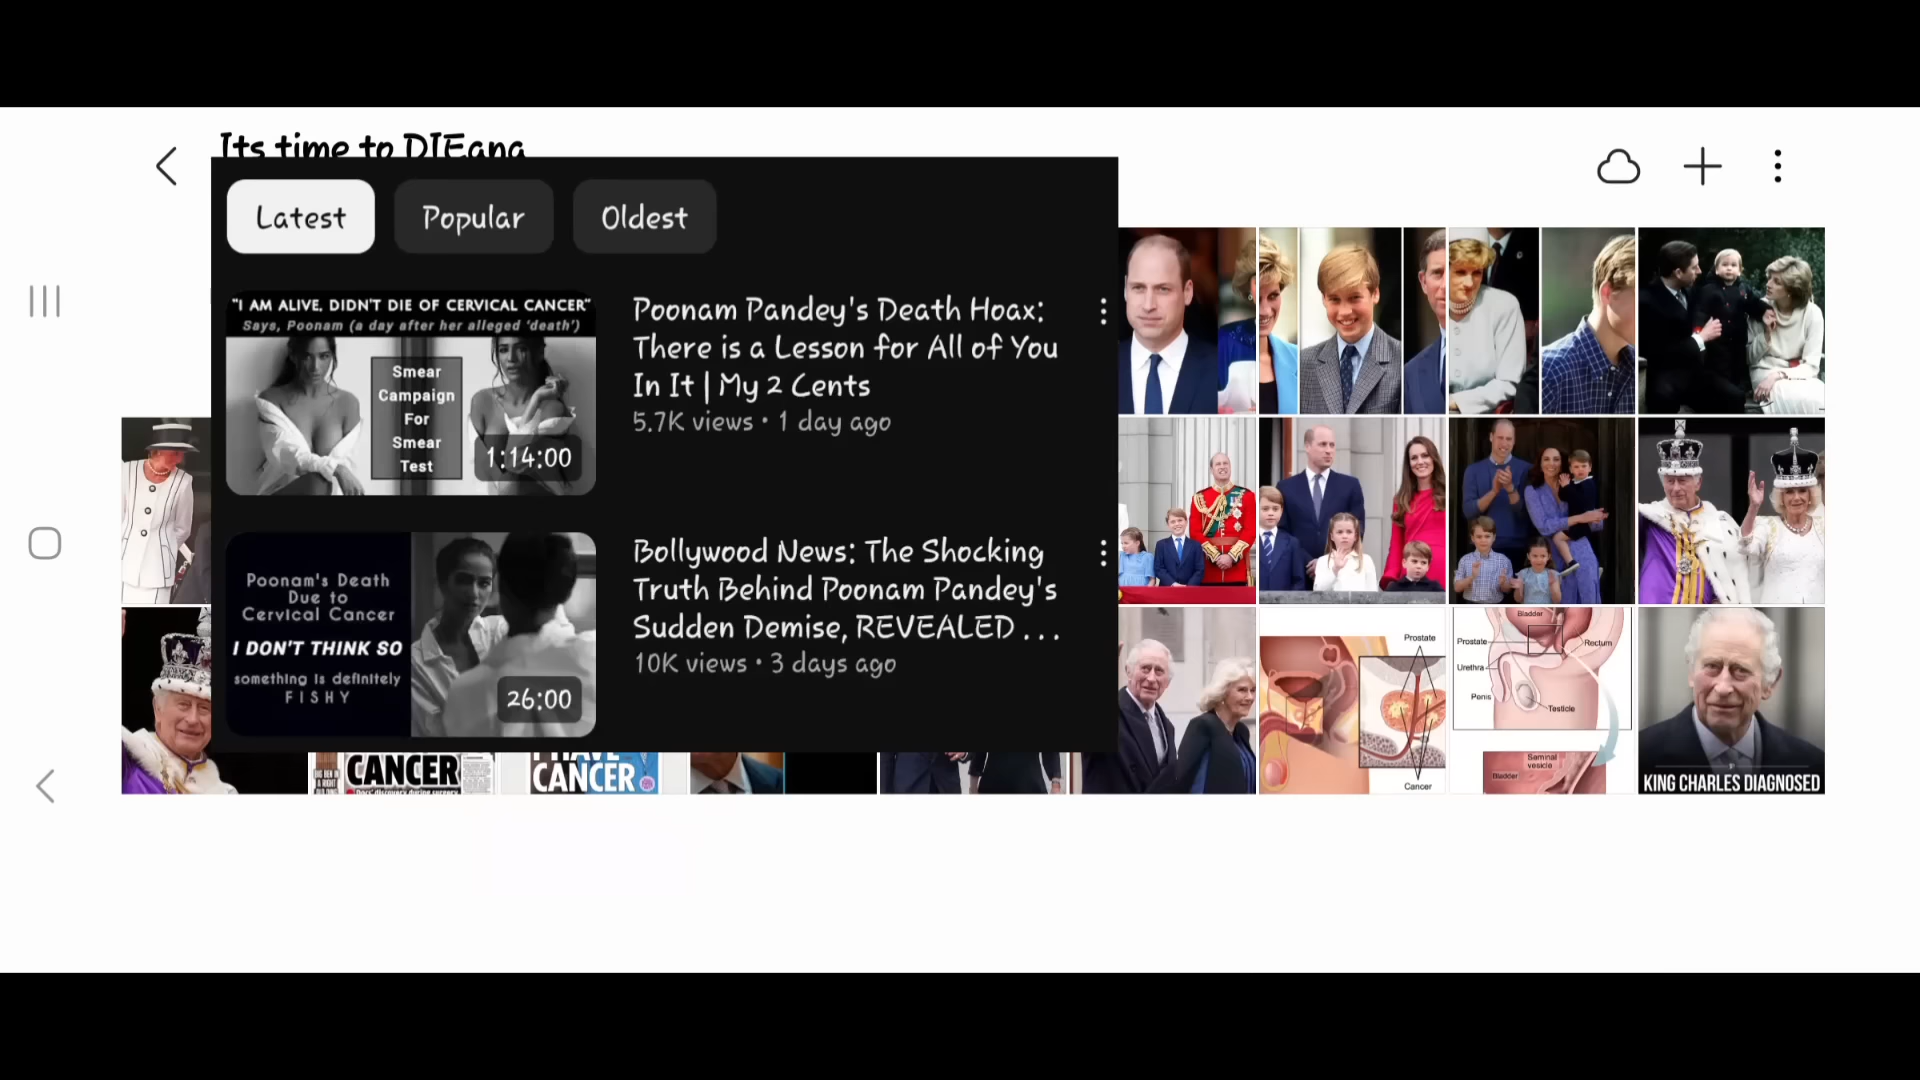 Its time to DIEana
Latest
Popular
Oldest
"I AM ALIVE, DIDN'T DIE OF CERVICAL CANCER"
Says, Poonam (a day after her alleged 'death')
Smear
Campaign
For
Smear
Test
1:14:00
Poonam Pandey's Death Hoax:
There is a Lesson for All of You
In It | My 2 Cents
5.7K views • 1 day ago
Poonam's Death
Due to
Cervical Cancer
I DON'T THINK SO
something is definitely
FISHY
26:00
Bollywood News: The Shocking
Truth Behind Poonam Pandey's
Sudden Demise, REVEALED ...
10K views • 3 days ago
CANCER
HAVE
CANCER
Prostate
Cancer
Bladder
Prostate
Rectum
Urethra
Penis
Testicle
Seminal
vesicle
Bladder
KING CHARLES DIAGNOSED